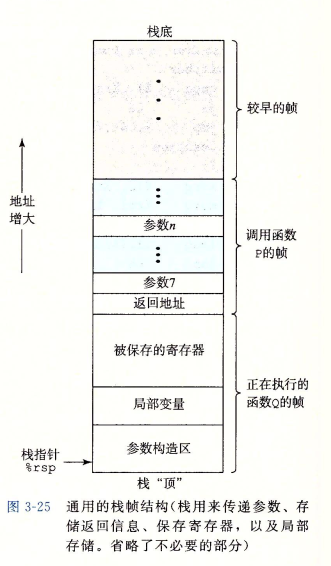 栈底
较早的帧
地址
增大
参数n
调用函数
P的帧
参数7
返回地址
被保存的寄存器
正在执行的
函数Q的帧
局部变量
参数构造区
栈指针
%rsp
栈“顶”
图 3-25 通用的栈帧结构(栈用来传递参数、存
储返回信息、保存寄存器，以及局部
存储。省略了不必要的部分)